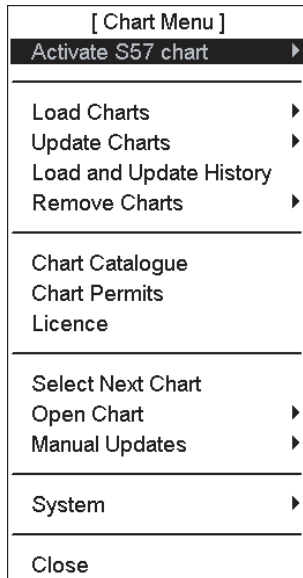 [ Chart Menu ]
Activate S57 chart
Load Charts
Update Charts
Load and Update History
Remove Charts
Chart Catalogue
Chart Permits
Licence
Select Next Chart
Open Chart
Manual Updates
System
Close